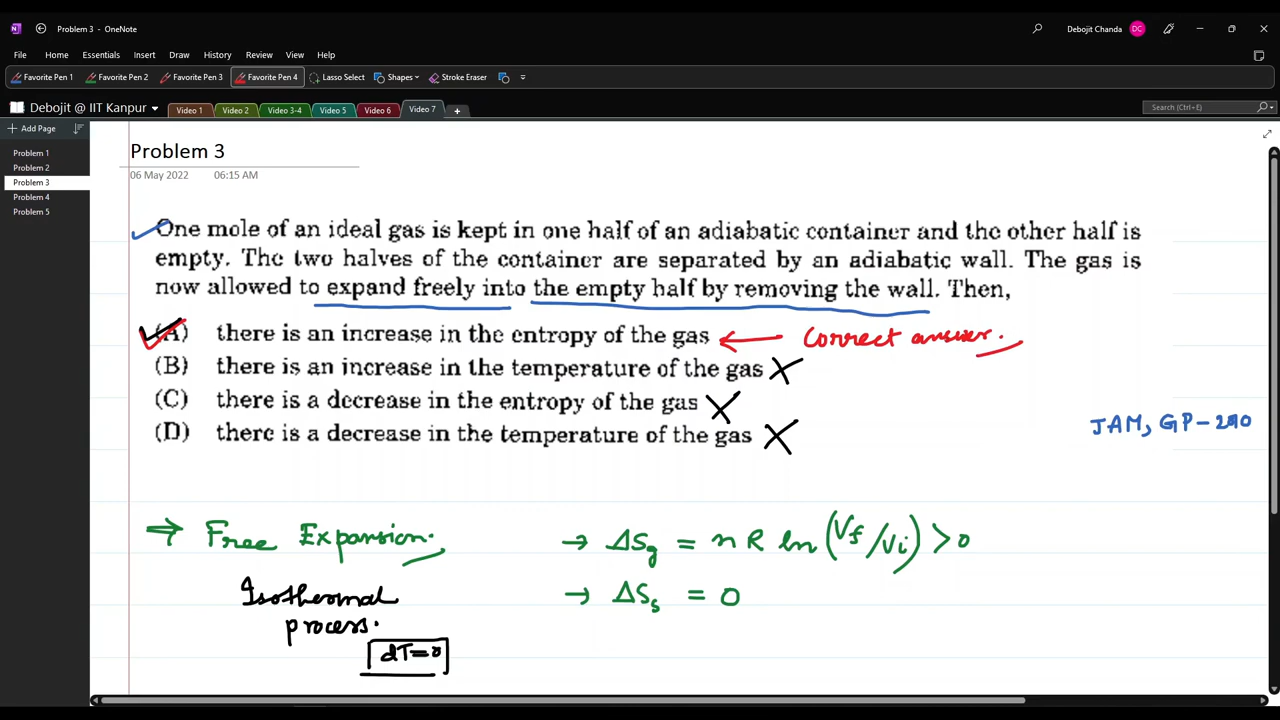 Problem 3 - OneNote
Debojit Chanda DC
File Home Essentials Insert Draw History Review View Help
Favorite Pen 1 Favorite Pen 2 Favorite Pen 3 Favorite Pen 4 Lasso Select Shapes Stroke Eraser
Debojit @ IIT Kanpur Video 1 Video 2 Video 3-4 Video 5 Video 6 Video 7 + Search (Ctrl+E)
+ Add Page
Problem 1
Problem 2
Problem 3
Problem 4
Problem 5
Problem 3
06 May 2022 06:15 AM
One mole of an ideal gas is kept in one half of an adiabatic container and the other half is
empty. The two halves of the container are separated by an adiabatic wall. The gas is
now allowed to expand freely into the empty half by removing the wall. Then,
(A) there is an increase in the entropy of the gas ← Correct answer.
(B) there is an increase in the temperature of the gas
(C) there is a decrease in the entropy of the gas
(D) there is a decrease in the temperature of the gas
JAM, GP-
⇒ Free Expansion.
Isothermal
process.
dT=0
→ ΔSg = nR ln(Vf/Vi) > 0
→ ΔSs = 0